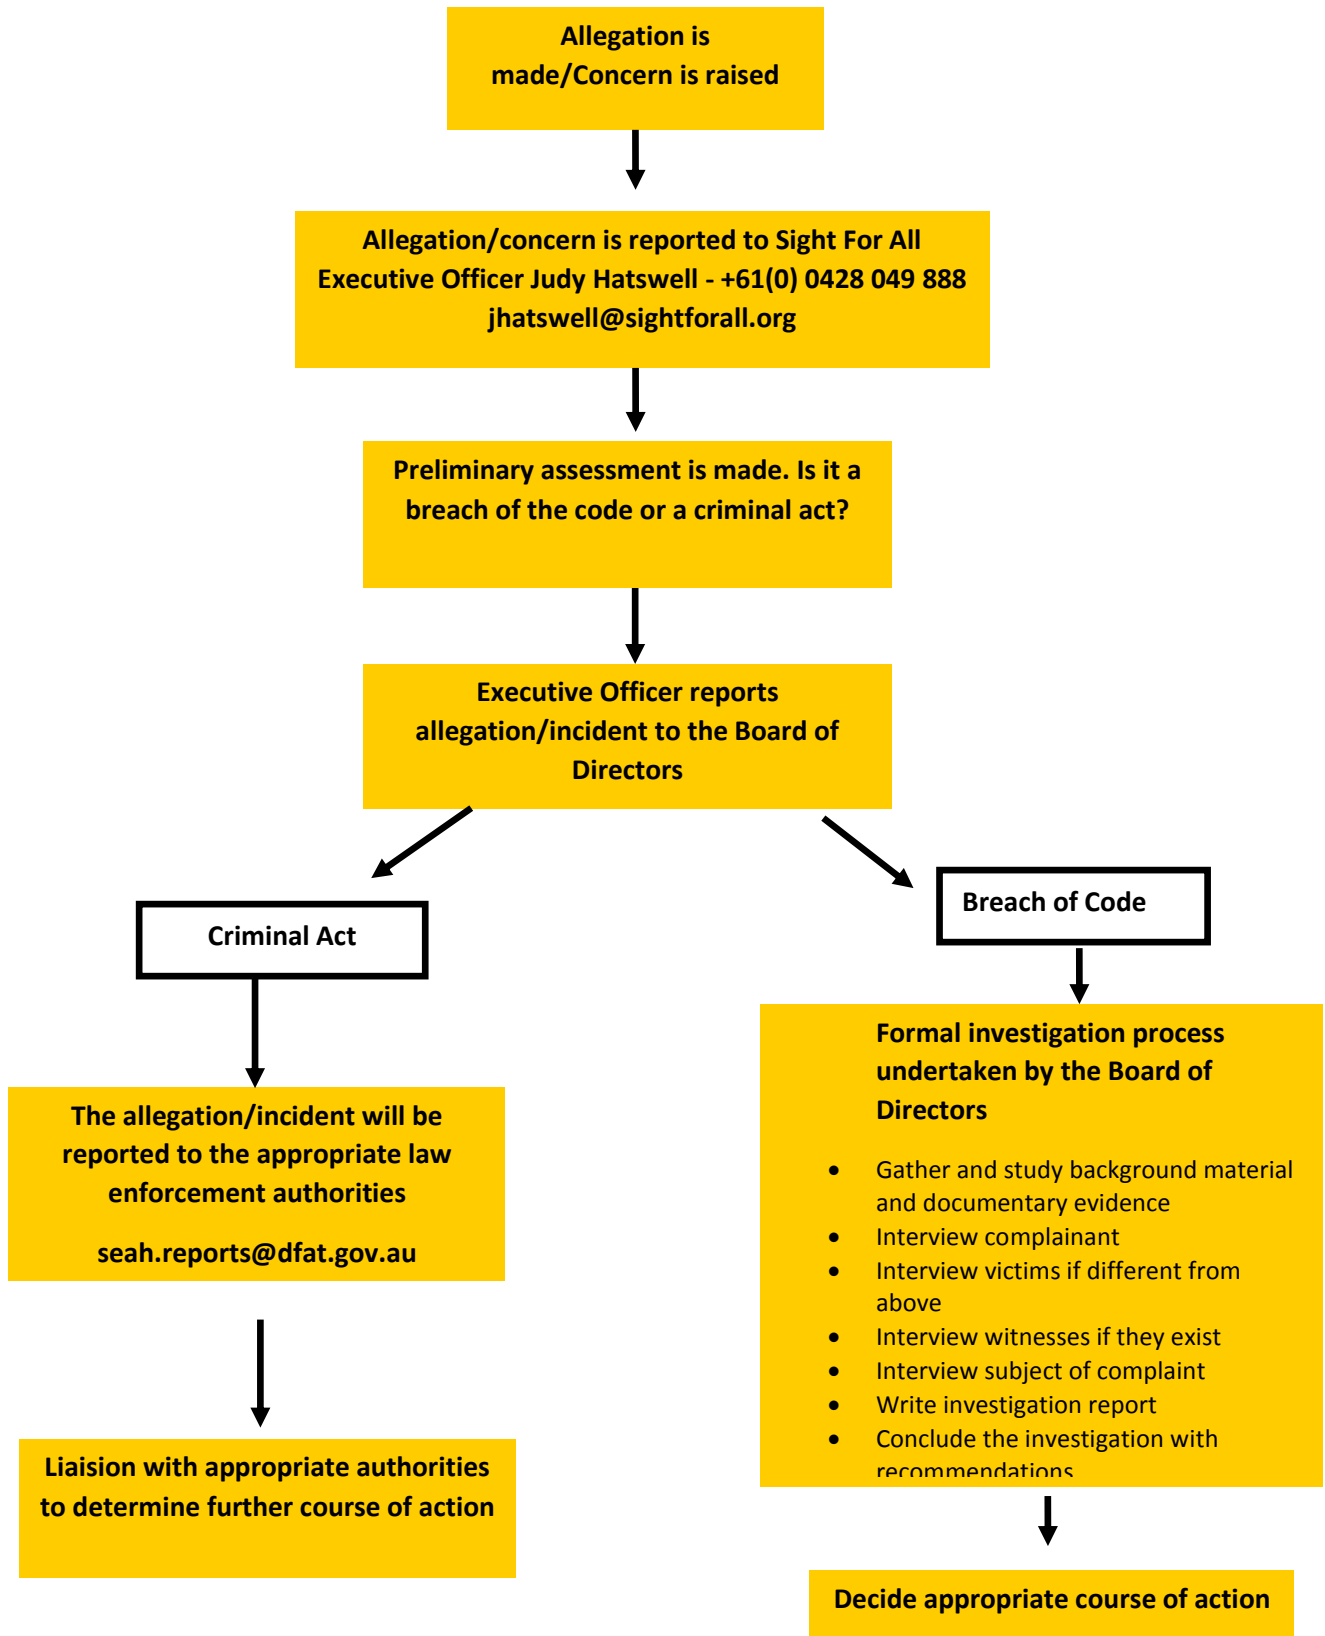 Allegation is
made/Concern is raised
Allegation/concern is reported to Sight For All
Executive Officer Judy Hatswell - +61(0) 0428 049 888
jhatswell@sightforall.org
Preliminary assessment is made. Is it a
breach of the code or a criminal act?
Executive Officer reports
allegation/incident to the Board of
Directors
Criminal Act
The allegation/incident will be
reported to the appropriate law
enforcement authorities
seah.reports@dfat.gov.au
Liaision with appropriate authorities
to determine further course of action
Breach of Code
Formal investigation process
undertaken by the Board of
Directors
• Gather and study background material
and documentary evidence
• Interview complainant
• Interview victims if different from
above
• Interview witnesses if they exist
• Interview subject of complaint
• Write investigation report
• Conclude the investigation with
recommendations
Decide appropriate course of action